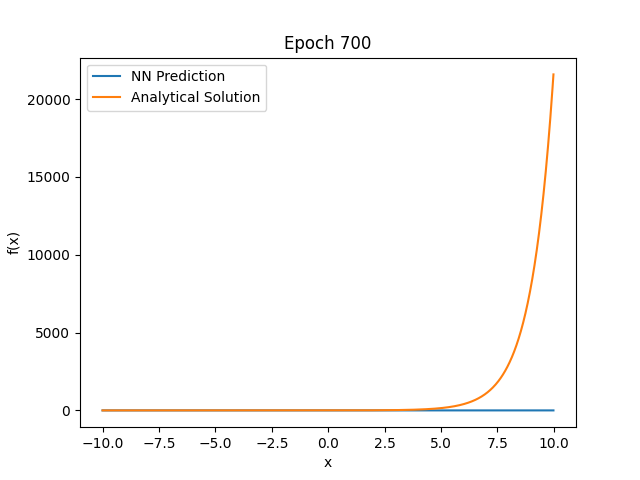 Epoch 700
NN Prediction
Analytical Solution
f(x)
20000
15000
10000
5000
0
−10.0 −7.5 −5.0 −2.5 0.0 2.5 5.0 7.5 10.0
x